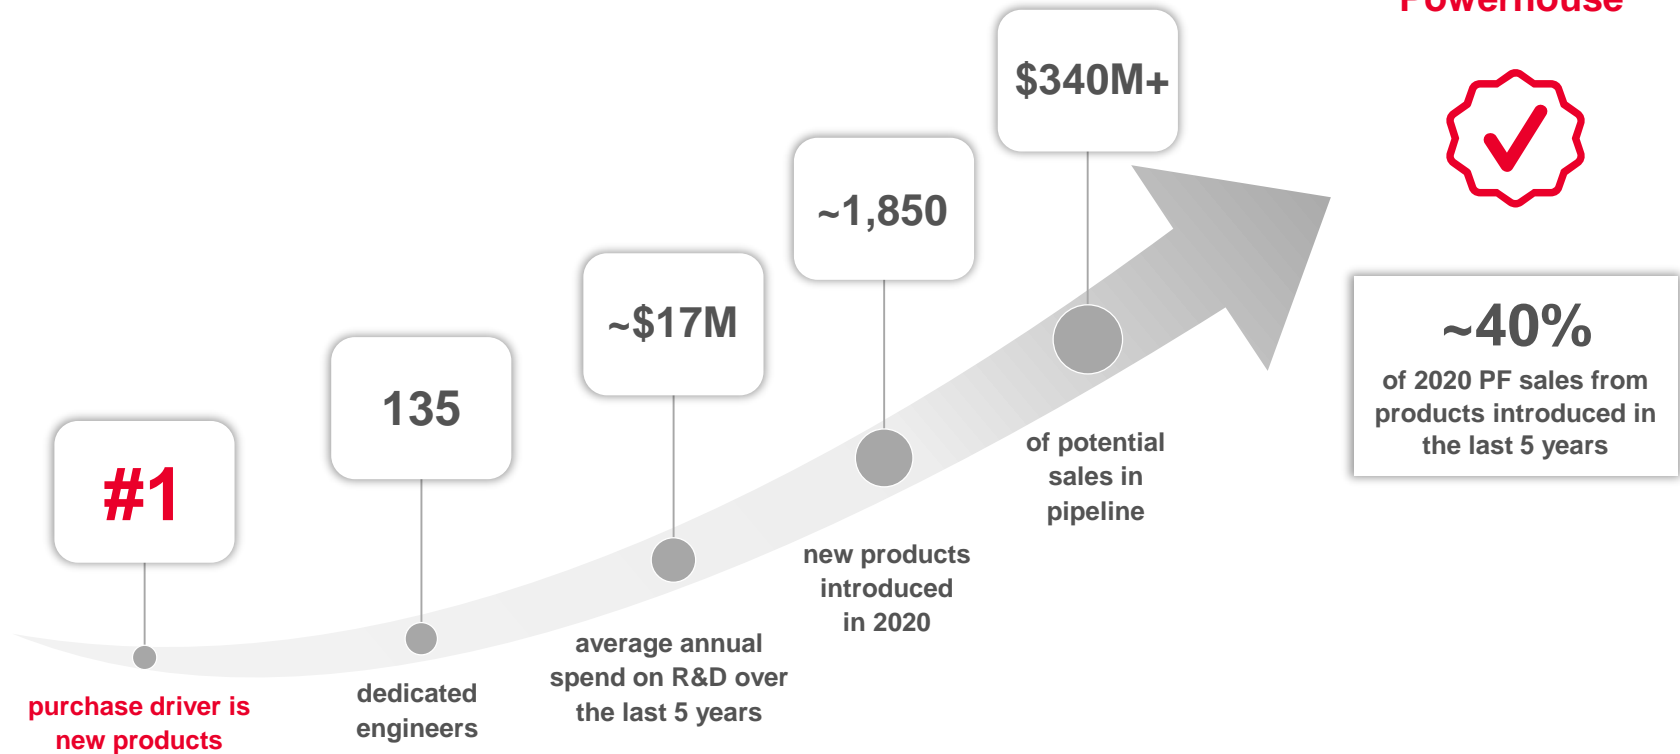 Powerhouse
$340M+
~1,850
~$17M
135
#1
purchase driver is
new products
dedicated
engineers
average annual
spend on R&D over
the last 5 years
new products
introduced
in 2020
of potential
sales in
pipeline
~40%
of 2020 PF sales from
products introduced in
the last 5 years